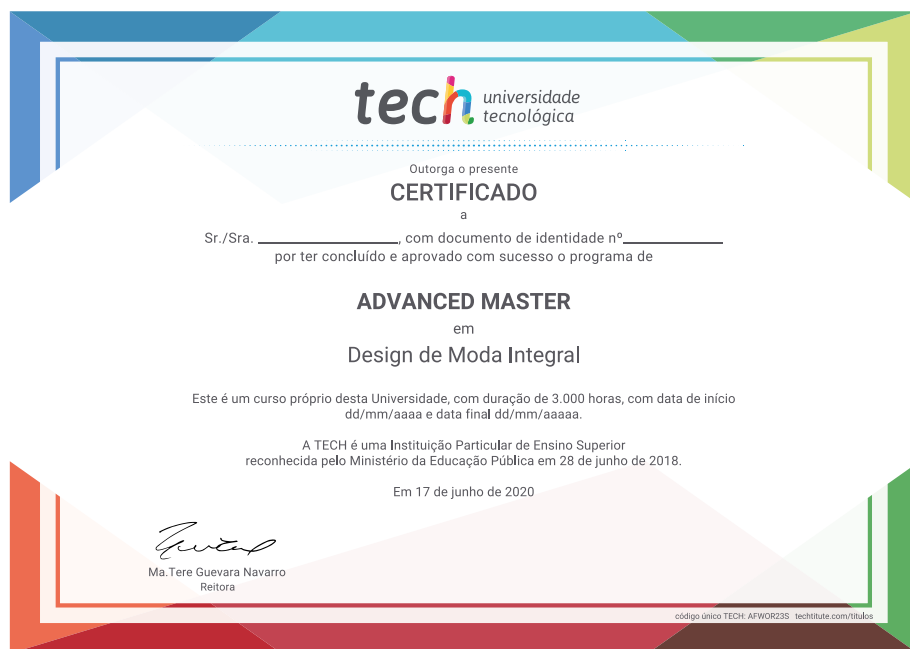 tech universidade
tecnológica
Outorga o presente
CERTIFICADO
a
Sr./Sra. ____________________, com documento de identidade nº______________
por ter concluído e aprovado com sucesso o programa de
ADVANCED MASTER
em
Design de Moda Integral
Este é um curso próprio desta Universidade, com duração de 3.000 horas, com data de início
dd/mm/aaaa e data final dd/mm/aaaaa.
A TECH é uma Instituição Particular de Ensino Superior
reconhecida pelo Ministério da Educação Pública em 28 de junho de 2018.
Em 17 de junho de 2020
Ma.Tere Guevara Navarro
Reitora
código único TECH: AFWOR23S techtitute.com/títulos